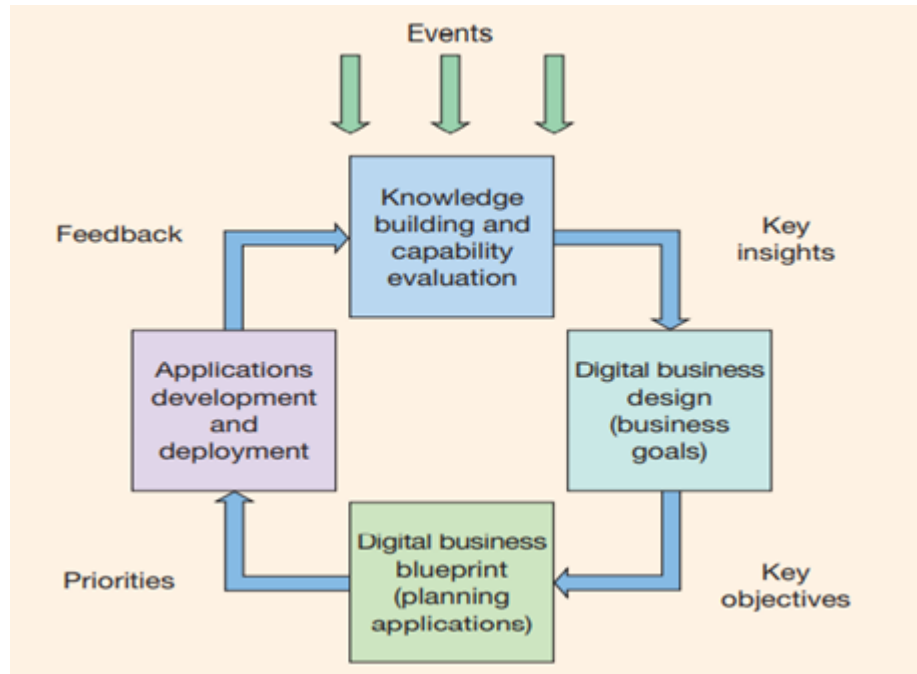 Events
Knowledge
building and
capability
evaluation
Feedback
Key
insights
Applications
development
and
deployment
Digital business
design
(business
goals)
Digital business
blueprint
(planning
applications)
Priorities
Key
objectives